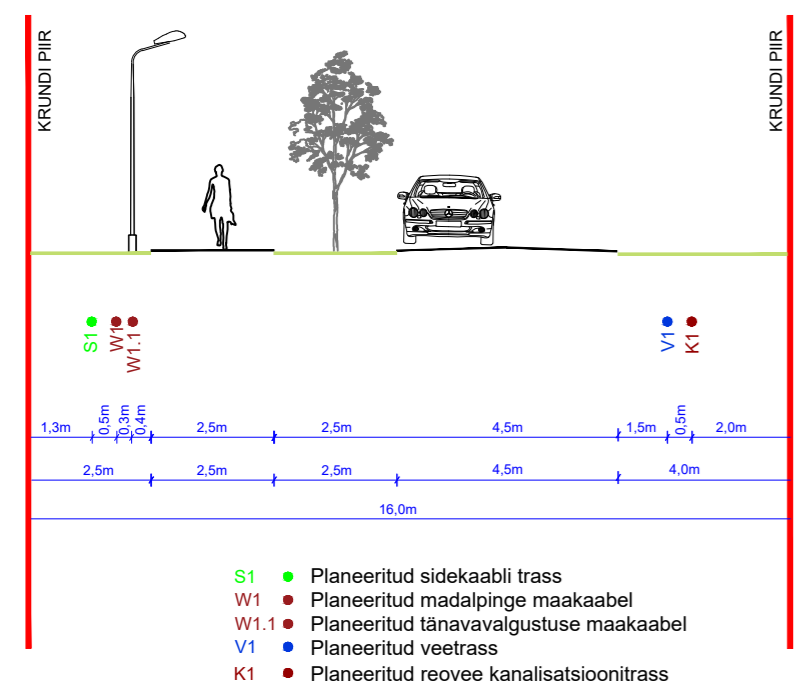 KRUNDI PIIR
KRUNDI PIIR
S1
W1
W1.1
V1
K1
1,3m
0,5m
0,3m
0,4m
2,5m
2,5m
4,5m
1,5m
0,5m
2,0m
2,5m
2,5m
2,5m
4,5m
4,0m
16,0m
S1 Planeeritud sidekaabli trass
W1 Planeeritud madalpinge maakaabel
W1.1 Planeeritud tänavavalgustuse maakaabel
V1 Planeeritud veetrass
K1 Planeeritud reovee kanalisatsioonitrass